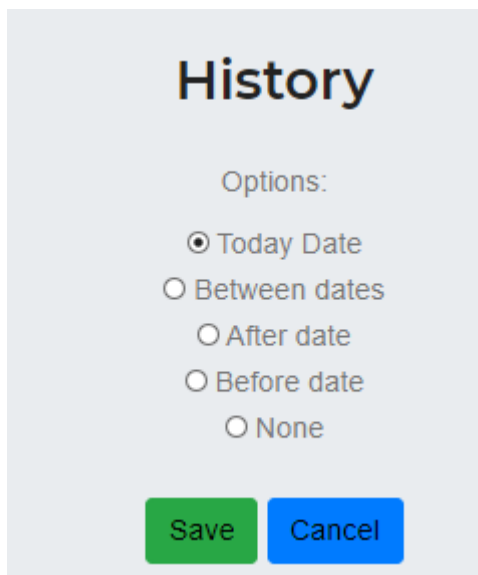 History
Options:
Today Date
Between dates
After date
Before date
None
Save Cancel